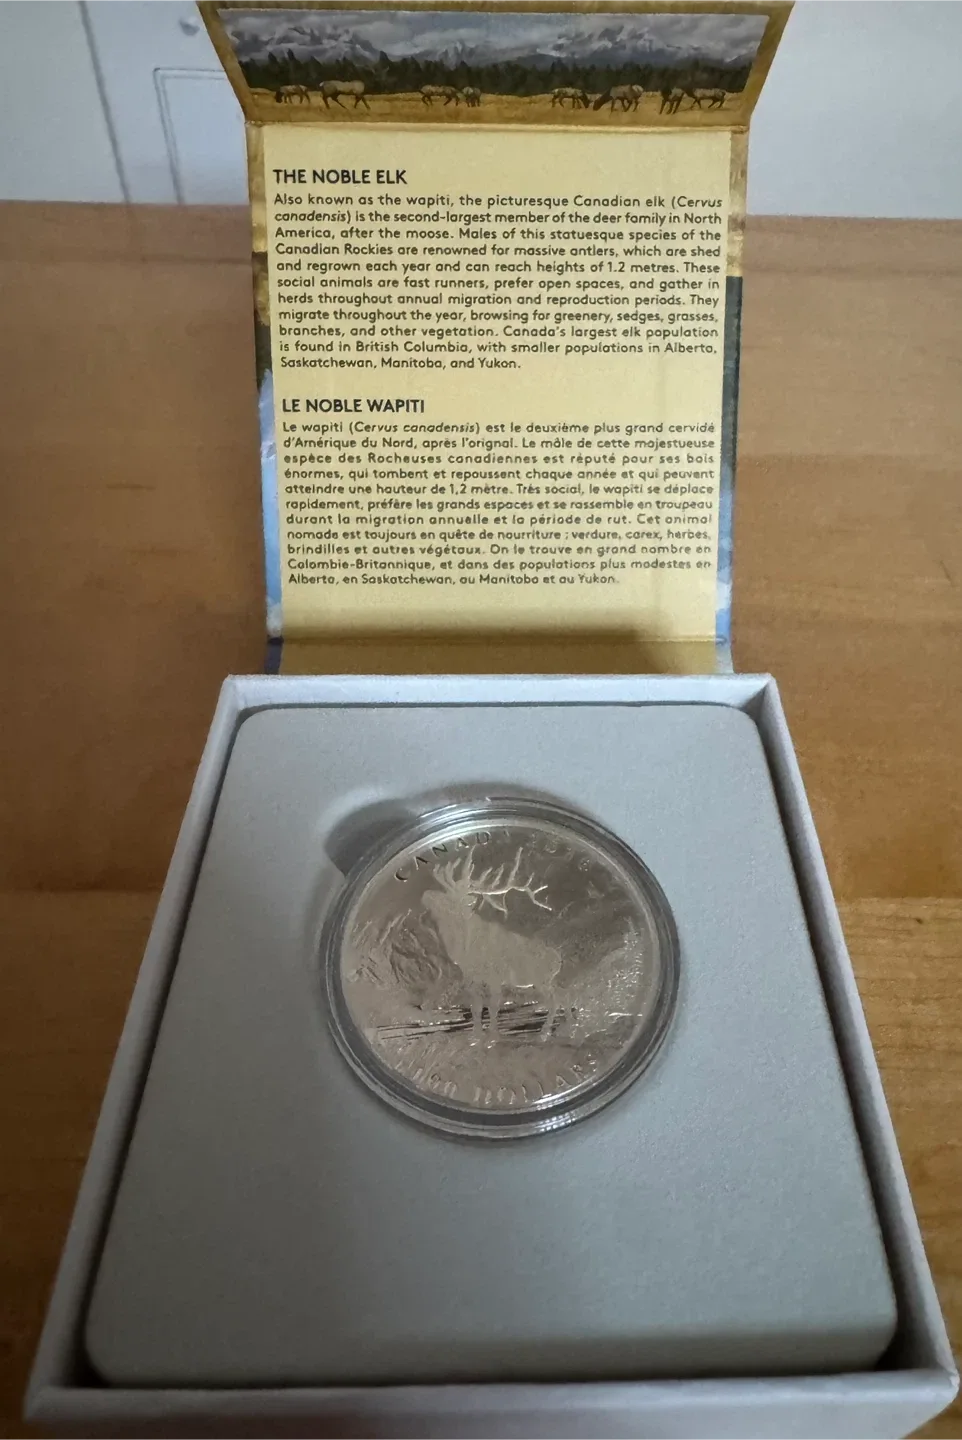 THE NOBLE ELK
Also known as the wapiti, the picturesque Canadian elk (Cervus
canadensis) is the second-largest member of the deer family in North
America, after the moose. Males of this statuesque species of the
Canadian Rockies are renowned for massive antlers, which are shed
and regrown each year and can reach heights of 1.2 metres. These
social animals are fast runners, prefer open spaces, and gather in
herds throughout annual migration and reproduction periods. They
migrate throughout the year, browsing for greenery, sedges, grasses,
branches, and other vegetation. Canada's largest elk population
is found in British Columbia, with smaller populations in Alberta,
Saskatchewan, Manitoba, and Yukon.
LE NOBLE WAPITI
Le wapiti (Cervus canadensis) est le deuxième plus grand cervidé
d'Amérique du Nord, après l'orignal. Le mâle de cette majestueuse
espèce des Rocheuses canadiennes est réputé pour ses bois
énormes, qui tombent et repoussent chaque année et qui peuvent
atteindre une hauteur de 1,2 mètre. Très social, le wapiti se déplace
rapidement, préfère les grands espaces et se rassemble en troupeau
durant la migration annuelle et la période de rut. Cet animal
nomade est toujours en quête de nourriture : verdure, carex, herbes,
brindilles et autres végétaux. On le trouve en grand nombre en
Colombie-Britannique, et dans des populations plus modestes en
Alberta, en Saskatchewan, au Manitoba et au Yukon.
CANADA
100 DOLLARS